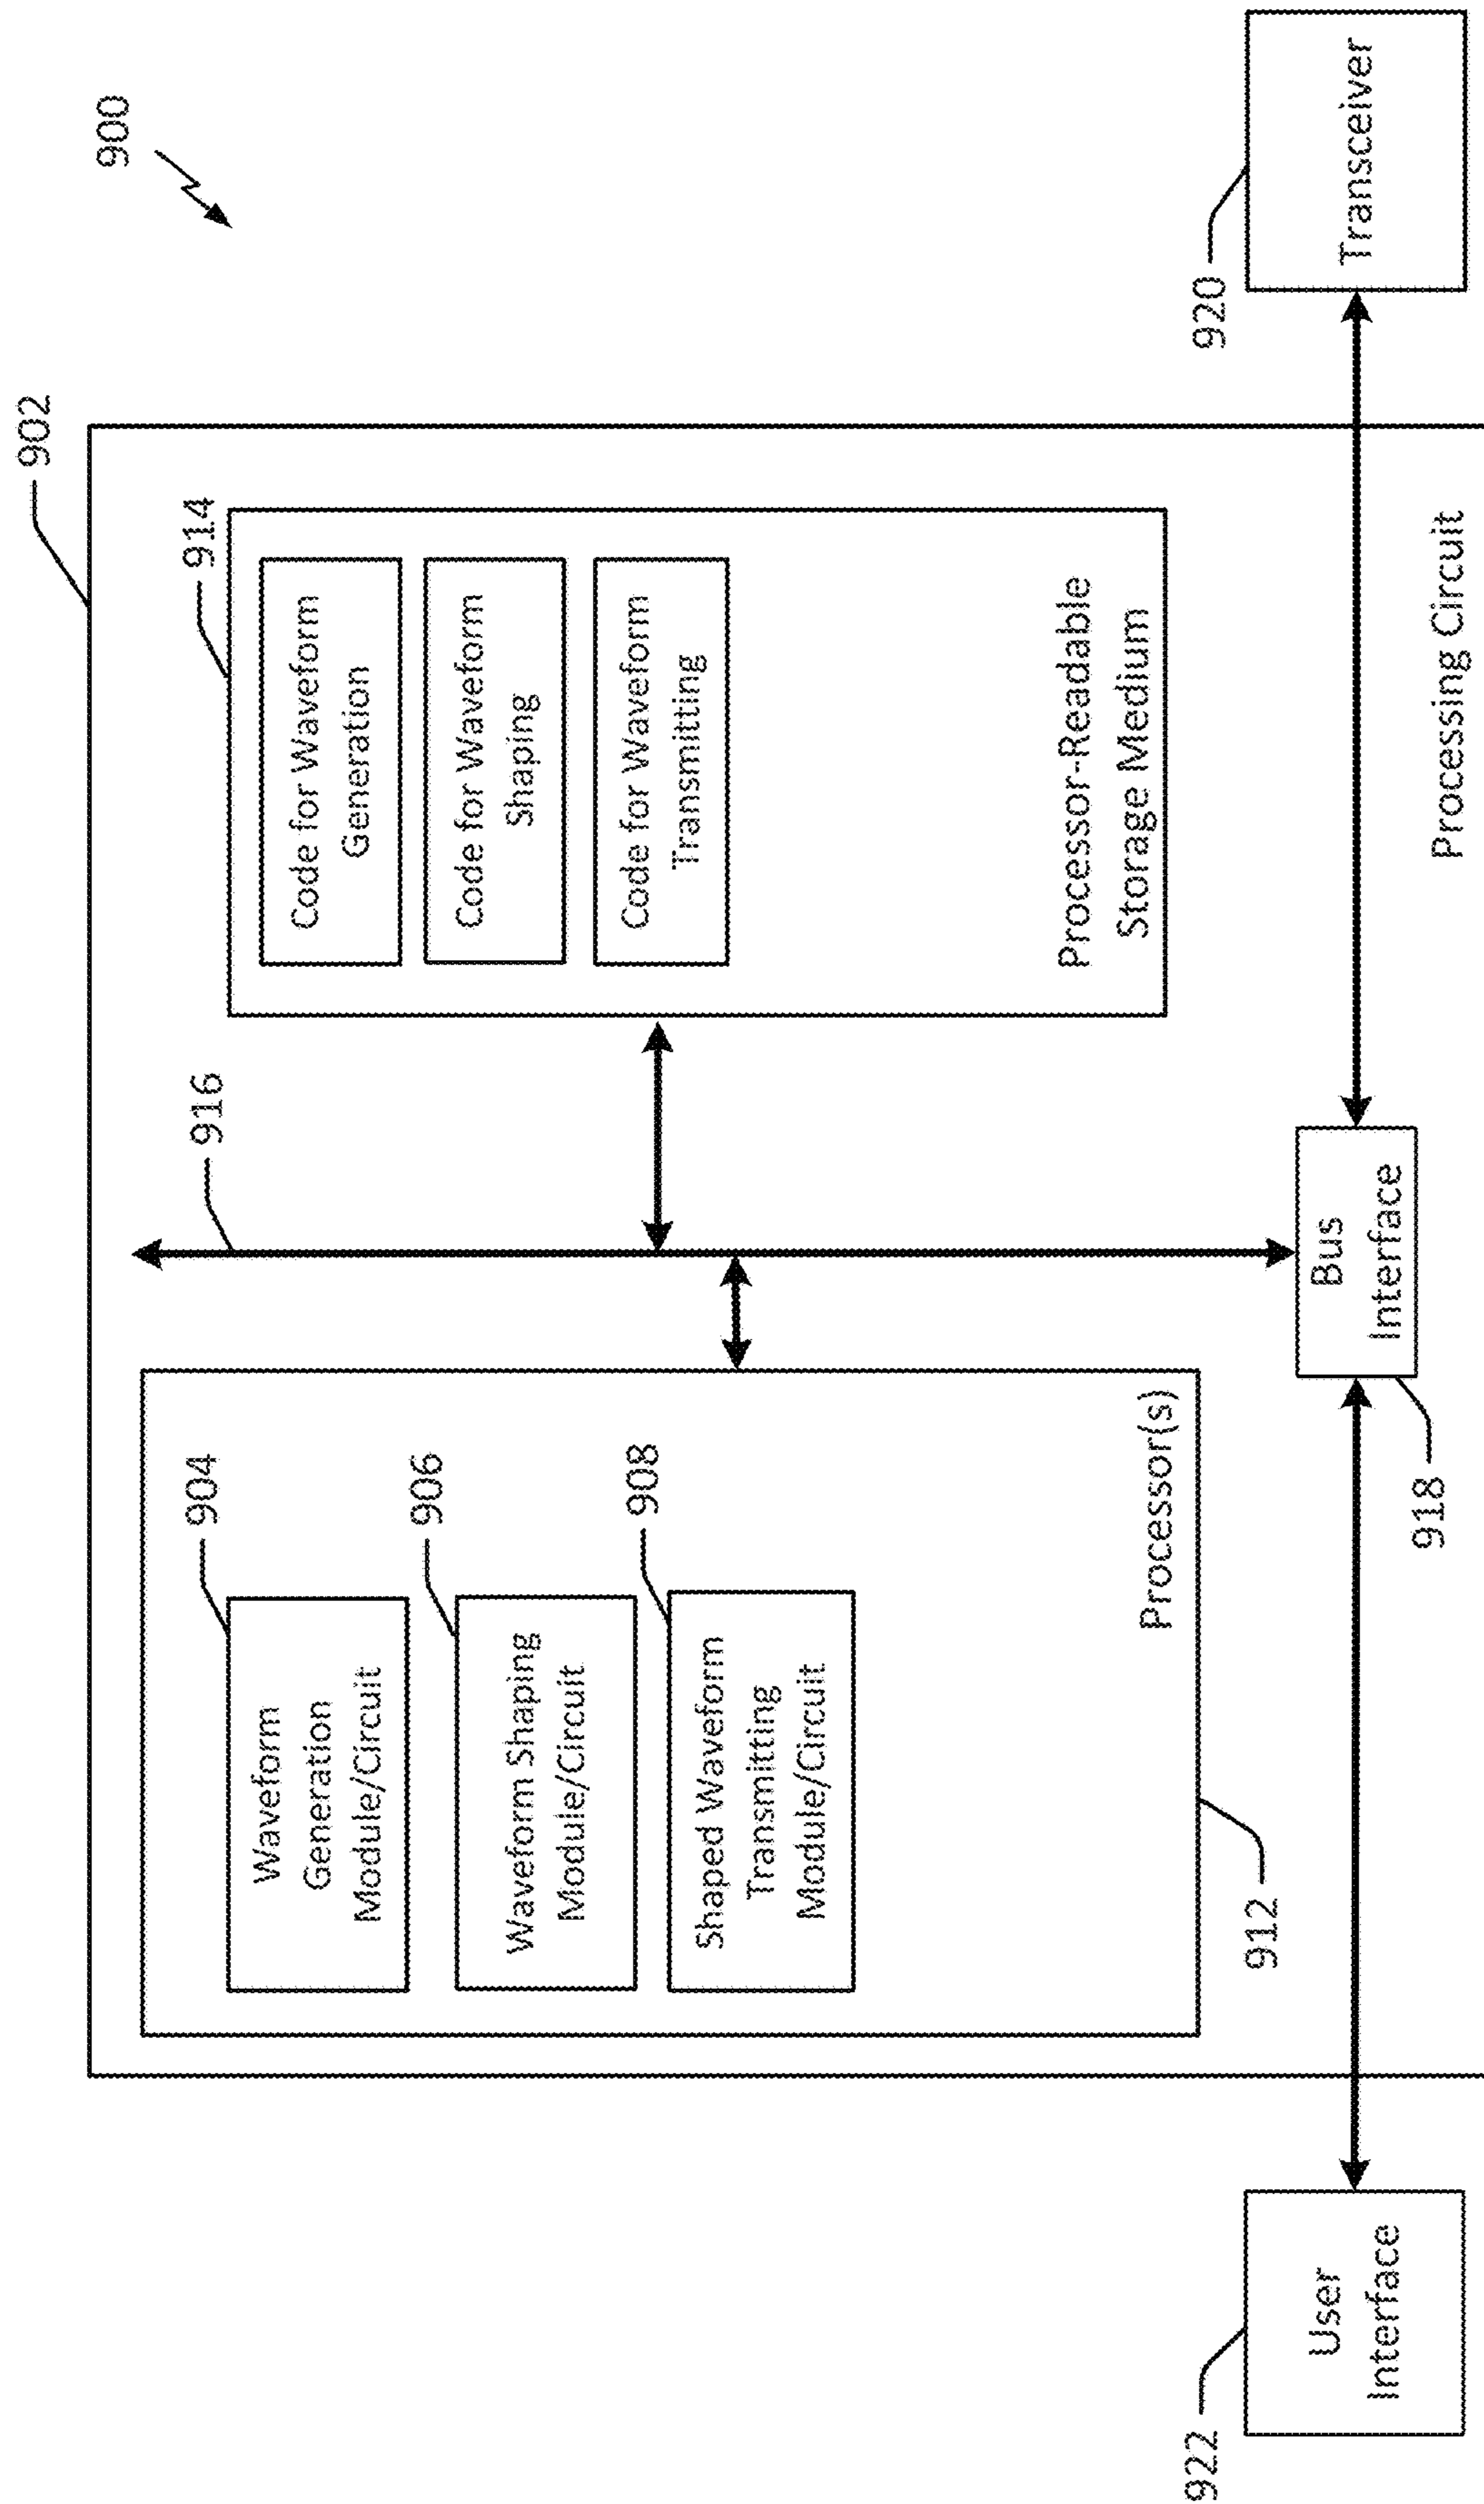 900
902
904
Waveform
Generation
Module/Circuit
906
Waveform Shaping
Module/Circuit
908
Shaped Waveform
Transmitting
Module/Circuit
Processor(s)
912
916
914
Code for Waveform
Generation
Code for Waveform
Shaping
Code for Waveform
Transmitting
Processor-Readable
Storage Medium
922
User
Interface
918
Bus
Interface
920
Transceiver
Processing Circuit